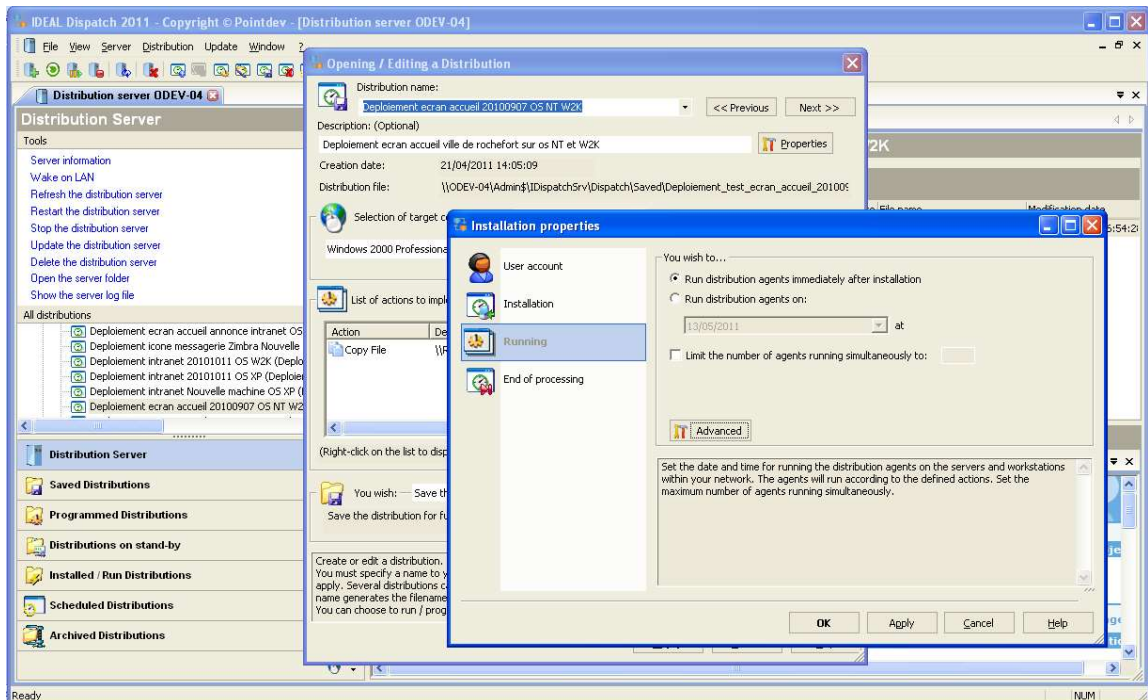 IDEAL Dispatch 2011 - Copyright © Pointdev - [Distribution server ODEV-04]
File View Server Distribution Update Window ?
Distribution server ODEV-04
Distribution Server
Tools
Server information
Wake on LAN
Refresh the distribution server
Restart the distribution server
Stop the distribution server
Update the distribution server
Delete the distribution server
Open the server folder
Show the server log file
All distributions
Deploiement ecran accueil annonce intranet OS
Deploiement icone messagerie Zimbra Nouvelle
Deploiement intranet 20101011 OS W2K (Deplo
Deploiement intranet 20101011 OS XP (Deploier
Deploiement intranet Nouvelle machine OS XP (
Deploiement ecran accueil 20100907 OS NT W2
Distribution Server
Saved Distributions
Programmed Distributions
Distributions on stand-by
Installed / Run Distributions
Scheduled Distributions
Archived Distributions
Ready
Opening / Editing a Distribution
Distribution name:
Deploiement ecran accueil 20100907 OS NT W2K
<< Previous Next >>
Description: (Optional)
Deploiement ecran accueil ville de rochefort sur os NT et W2K
Properties
Creation date: 21/04/2011 14:05:09
Distribution file: \\ODEV-04\Admin$\IDispatchSrv\Dispatch\Saved\Deploiement_test_ecran_accueil_201009
Selection of target c
Windows 2000 Professiona
List of actions to impl
Action De
Copy File \\R
(Right-click on the list to disp
You wish: Save th
Save the distribution for fu
Create or edit a distribution.
You must specify a name to y
apply. Several distributions c
name generates the filename
You can choose to run / prog
2K
File name Modification date
6:54:28
Installation properties
User account
Installation
Running
End of processing
You wish to...
Run distribution agents immediately after installation
Run distribution agents on:
13/05/2011 at
Limit the number of agents running simultaneously to:
Advanced
Set the date and time for running the distribution agents on the servers and workstations
within your network. The agents will run according to the defined actions. Set the
maximum number of agents running simultaneously.
OK Apply Cancel Help
NUM